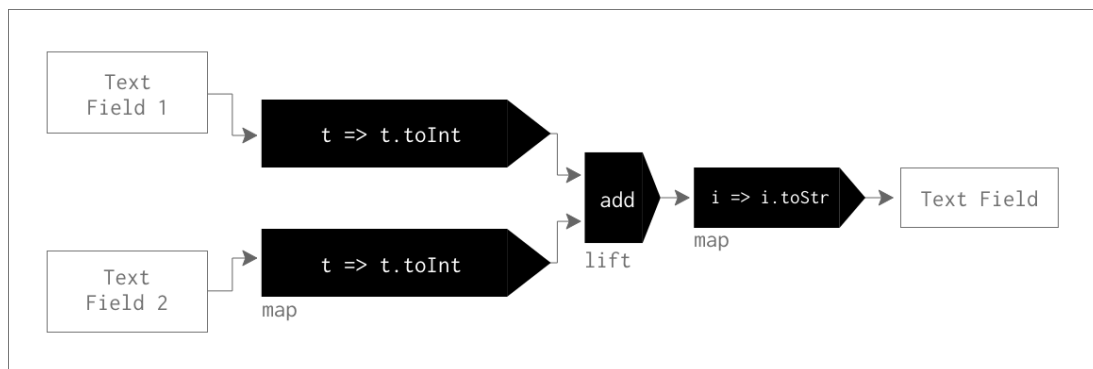 Text
Field 1
t => t.toInt
add
lift
i => i.toStr
map
Text Field
Text
Field 2
t => t.toInt
map